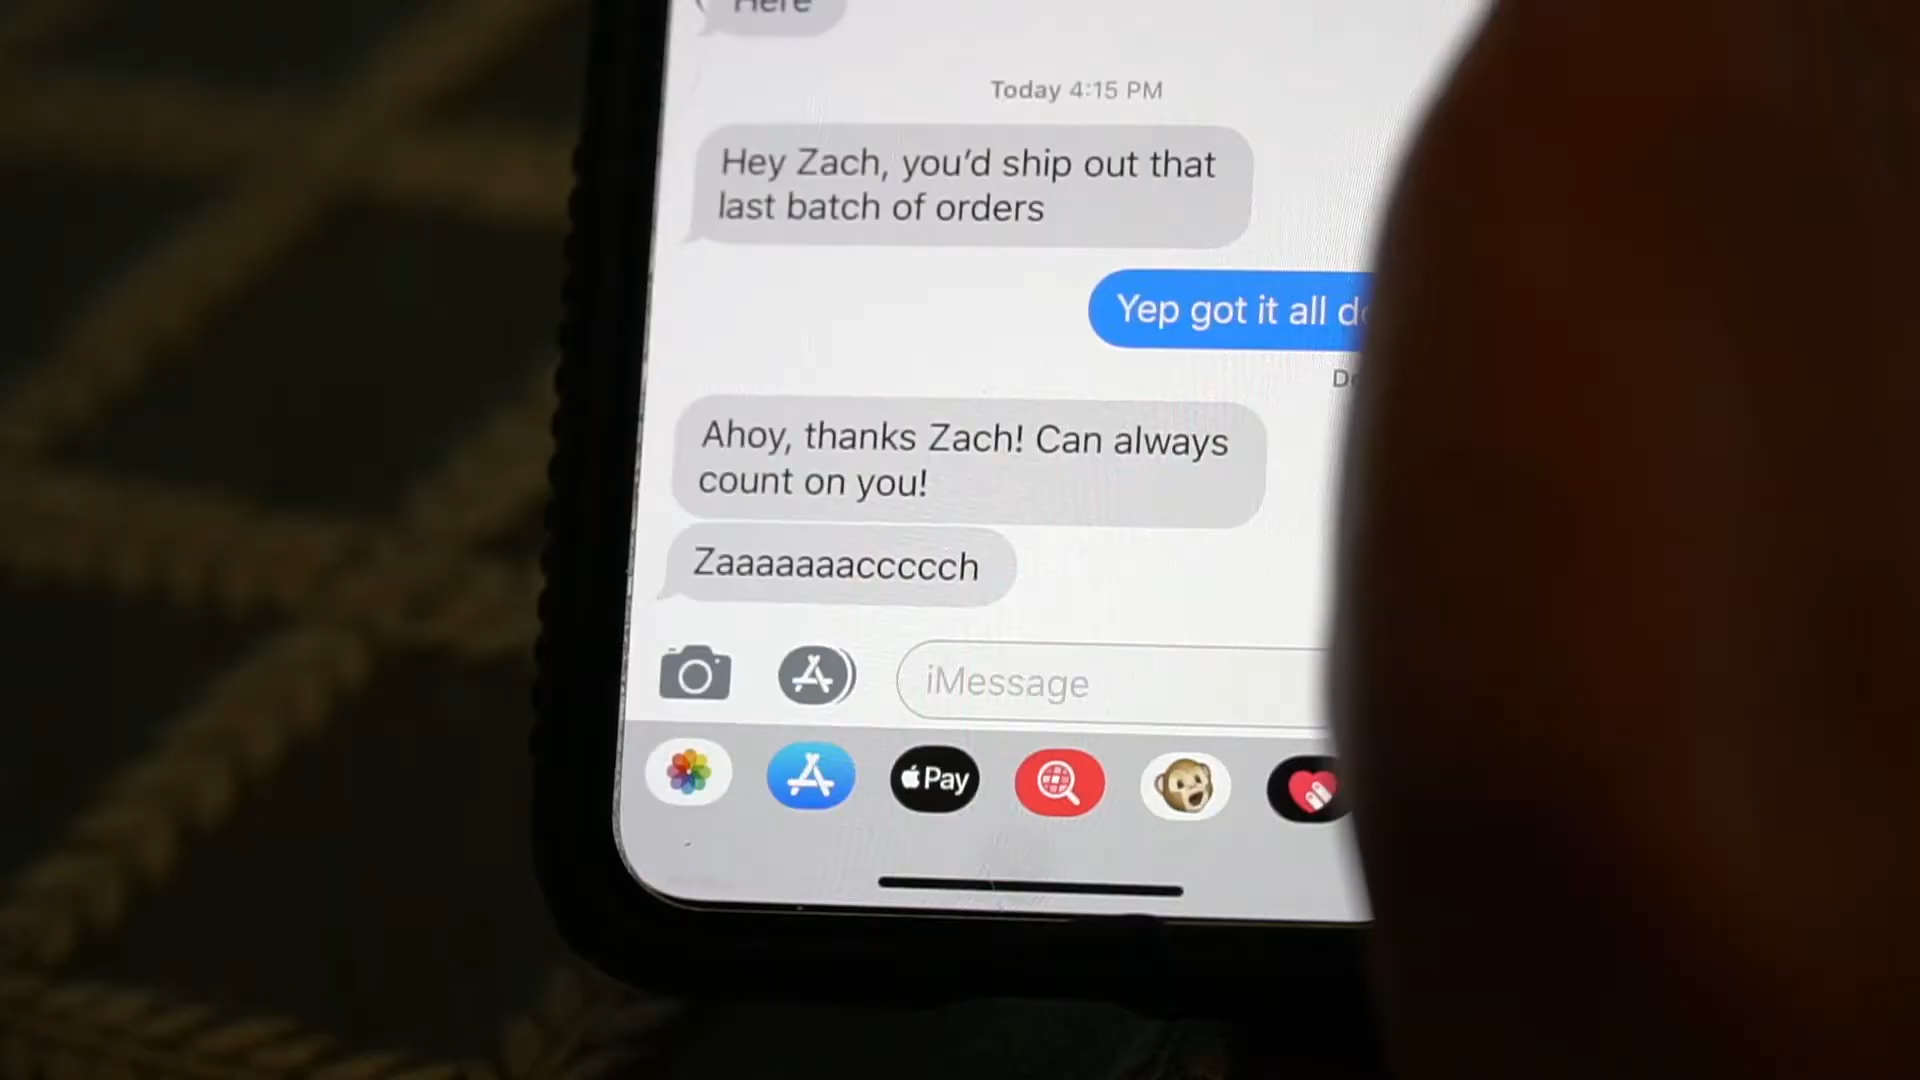 Here
Today 4:15 PM
Hey Zach, you’d ship out that
last batch of orders
Yep got it all
Ahoy, thanks Zach! Can always
count on you!
Zaaaaaaaccccch
iMessage
Pay